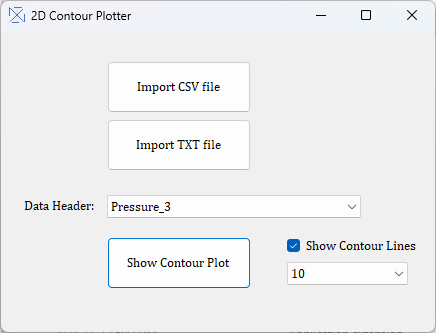 2D Contour Plotter
Import CSV file
Import TXT file
Data Header: Pressure_3
Show Contour Plot
Show Contour Lines
10